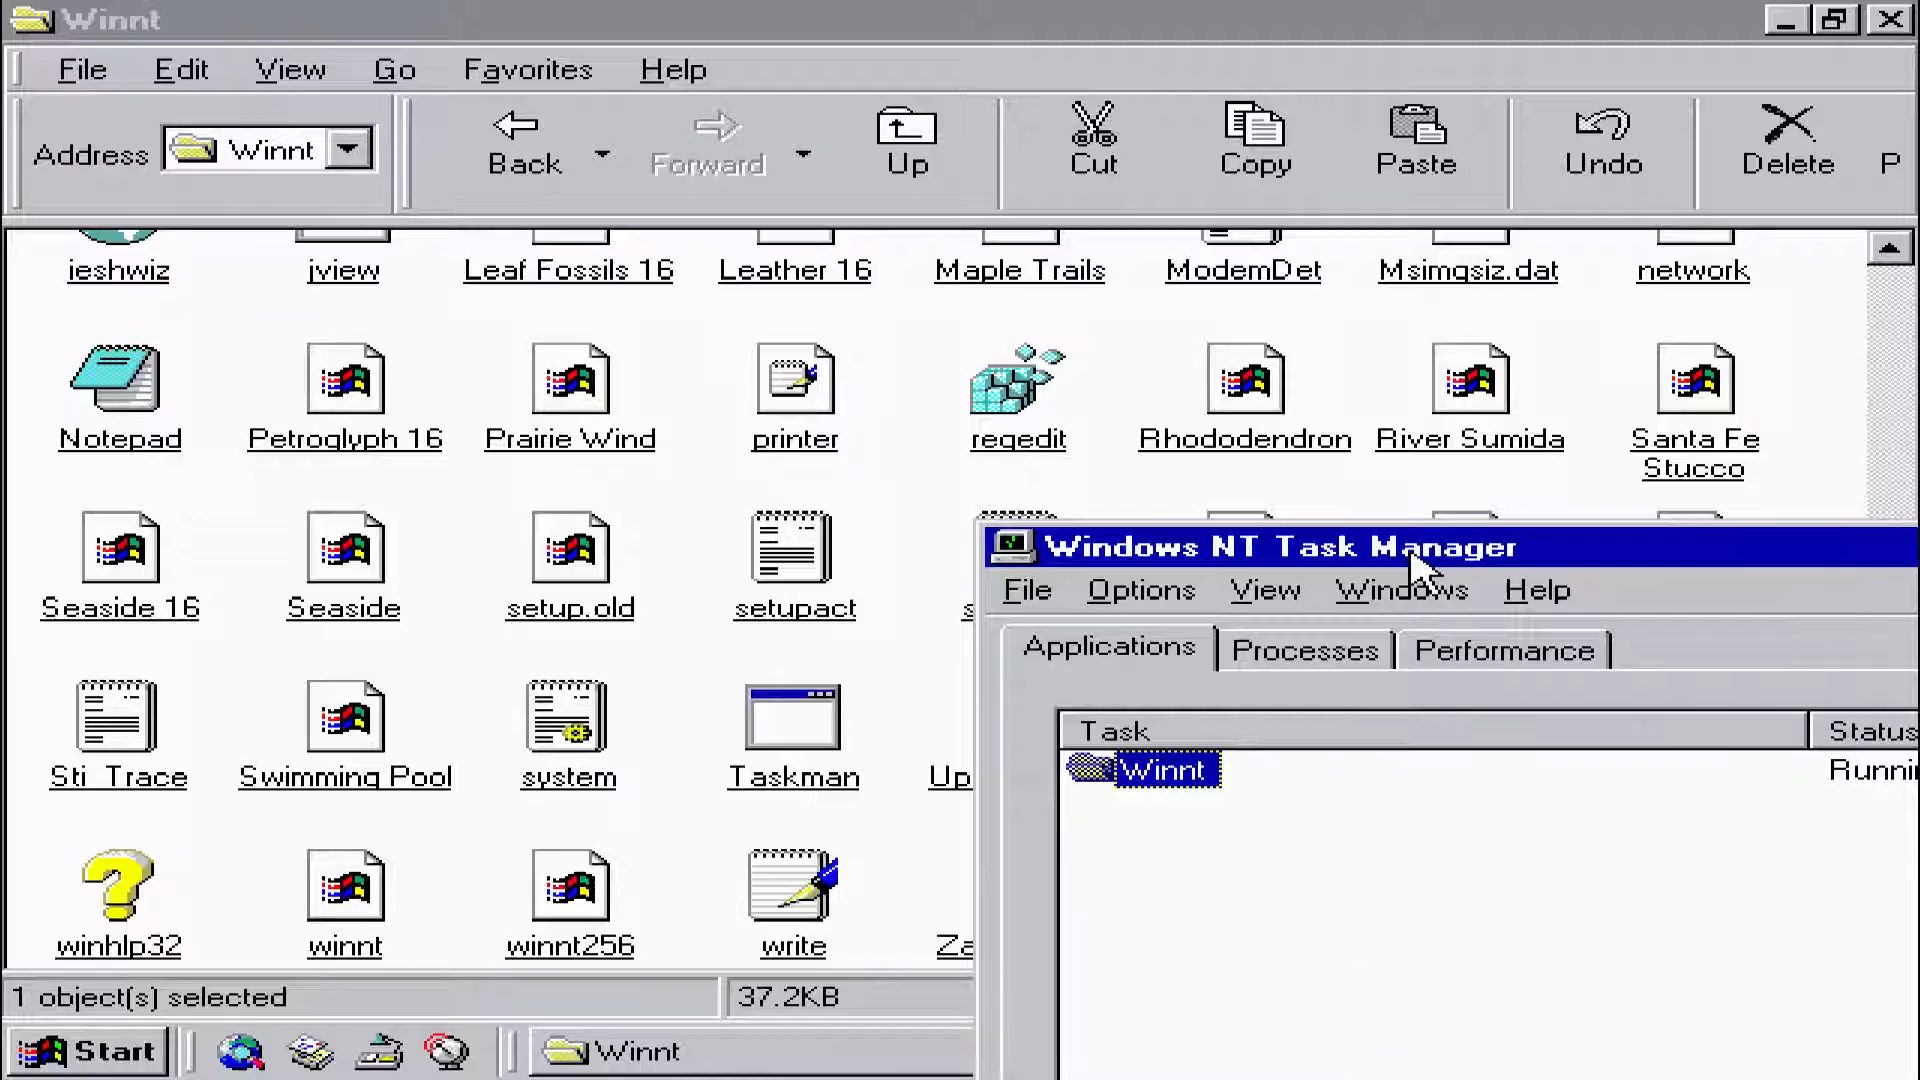 Winnt
File Edit View Go Favorites Help
Address Winnt Back Forward Up Cut Copy Paste Undo Delete P
ieshwiz jview Leaf Fossils 16 Leather 16 Maple Trails ModemDet Msimgsiz.dat network
Notepad Petroglyph 16 Prairie Wind printer regedit Rhododendron River Sumida Santa Fe
Stucco
Seaside 16 Seaside setup.old setupact s
Windows NT Task Manager
File Options View Windows Help
Applications Processes Performance
Task Status
Winnt Runni
Sti_Trace Swimming Pool system Taskman Up
winhlp32 winnt winnt256 write Za
1 object(s) selected 37.2KB
Start Winnt